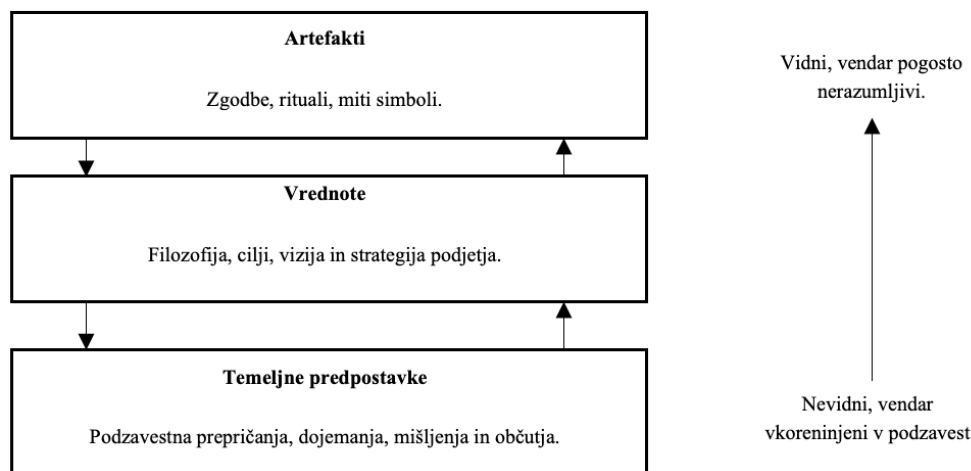 Artefakti
Zgodbe, rituali, miti simboli.
Vidni, vendar pogosto
nerazumljivi.
Vrednote
Filozofija, cilji, vizija in strategija podjetja.
Temeljne predpostavke
Podzavestna prepričanja, dojemanja, mišljenja in občutja.
Nevidni, vendar
vkoreninjeni v podzavest